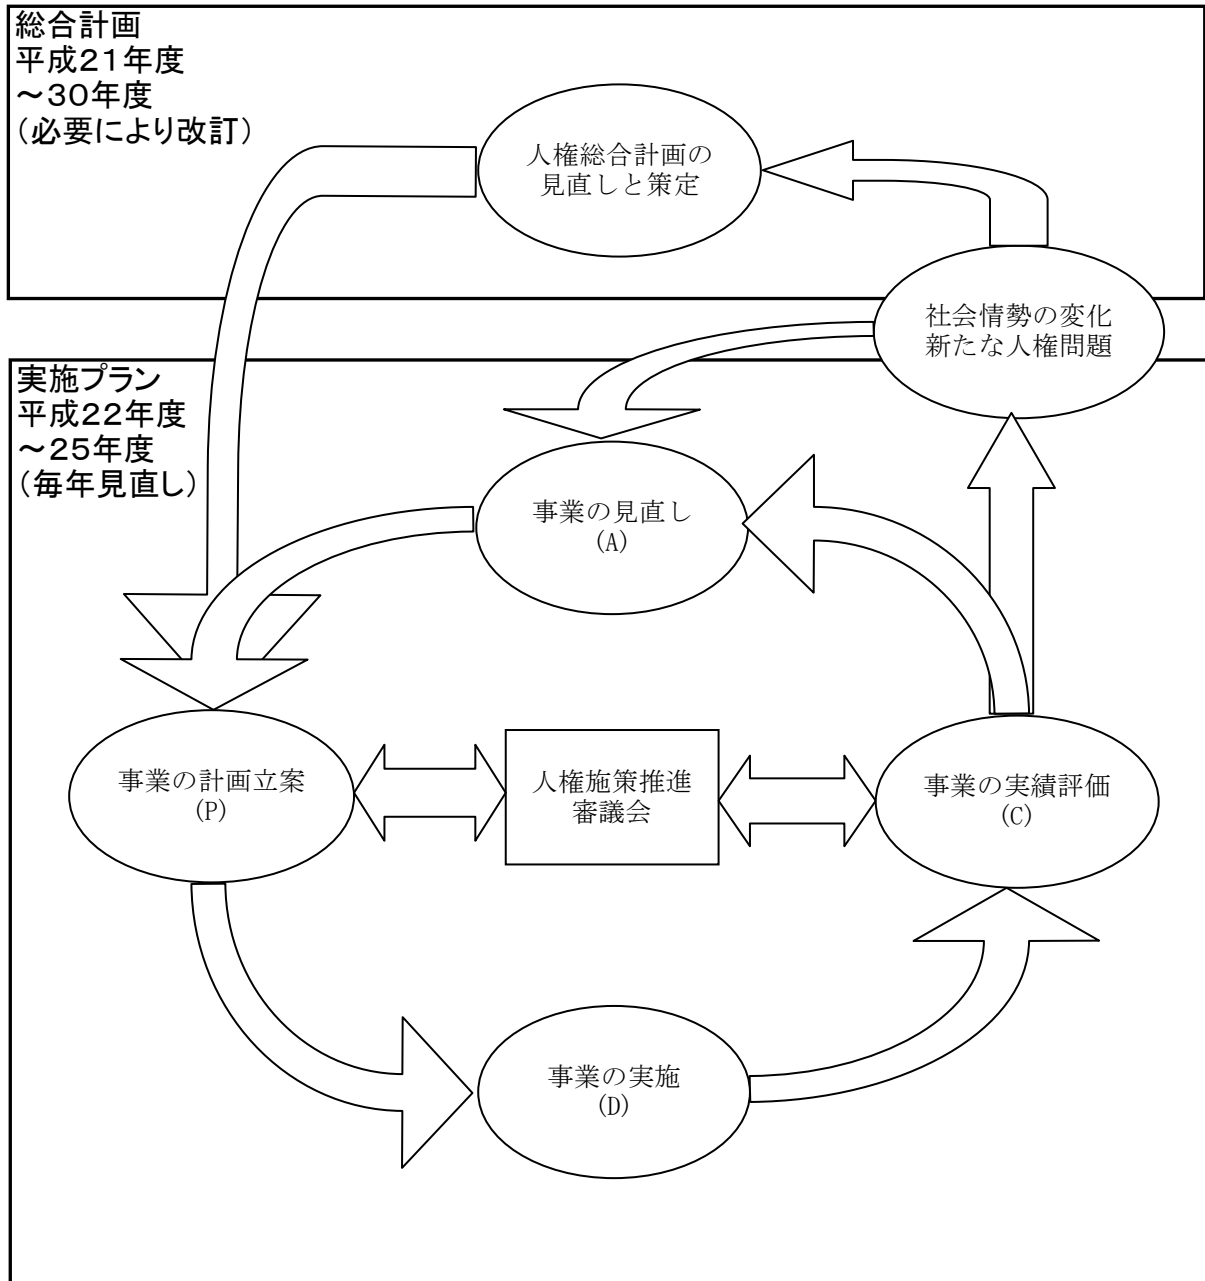 総合計画
平成21年度
～30年度
(必要により改訂)
人権総合計画の
見直しと策定
社会情勢の変化
新たな人権問題
実施プラン
平成22年度
～25年度
(毎年見直し)
事業の見直し
(A)
事業の計画立案
(P)
人権施策推進
審議会
事業の実績評価
(C)
事業の実施
(D)